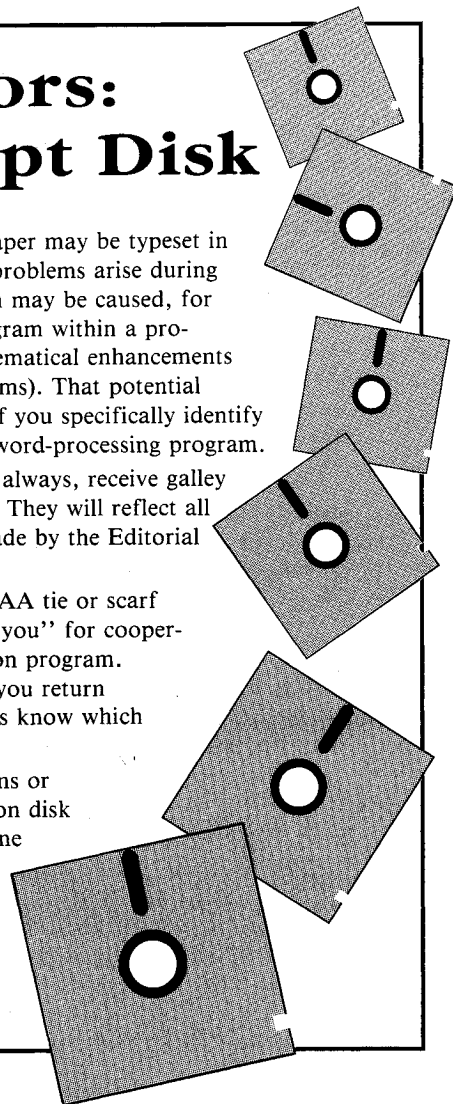 ors:
pt Disk
aper may be typeset in
problems arise during
n may be caused, for
gram within a pro-
ematical enhancements
ms). That potential
f you specifically identify
word-processing program.
always, receive galley
They will reflect all
ade by the Editorial
AA tie or scarf
you’’ for cooper-
on program.
you return
s know which
ns or
on disk
ne